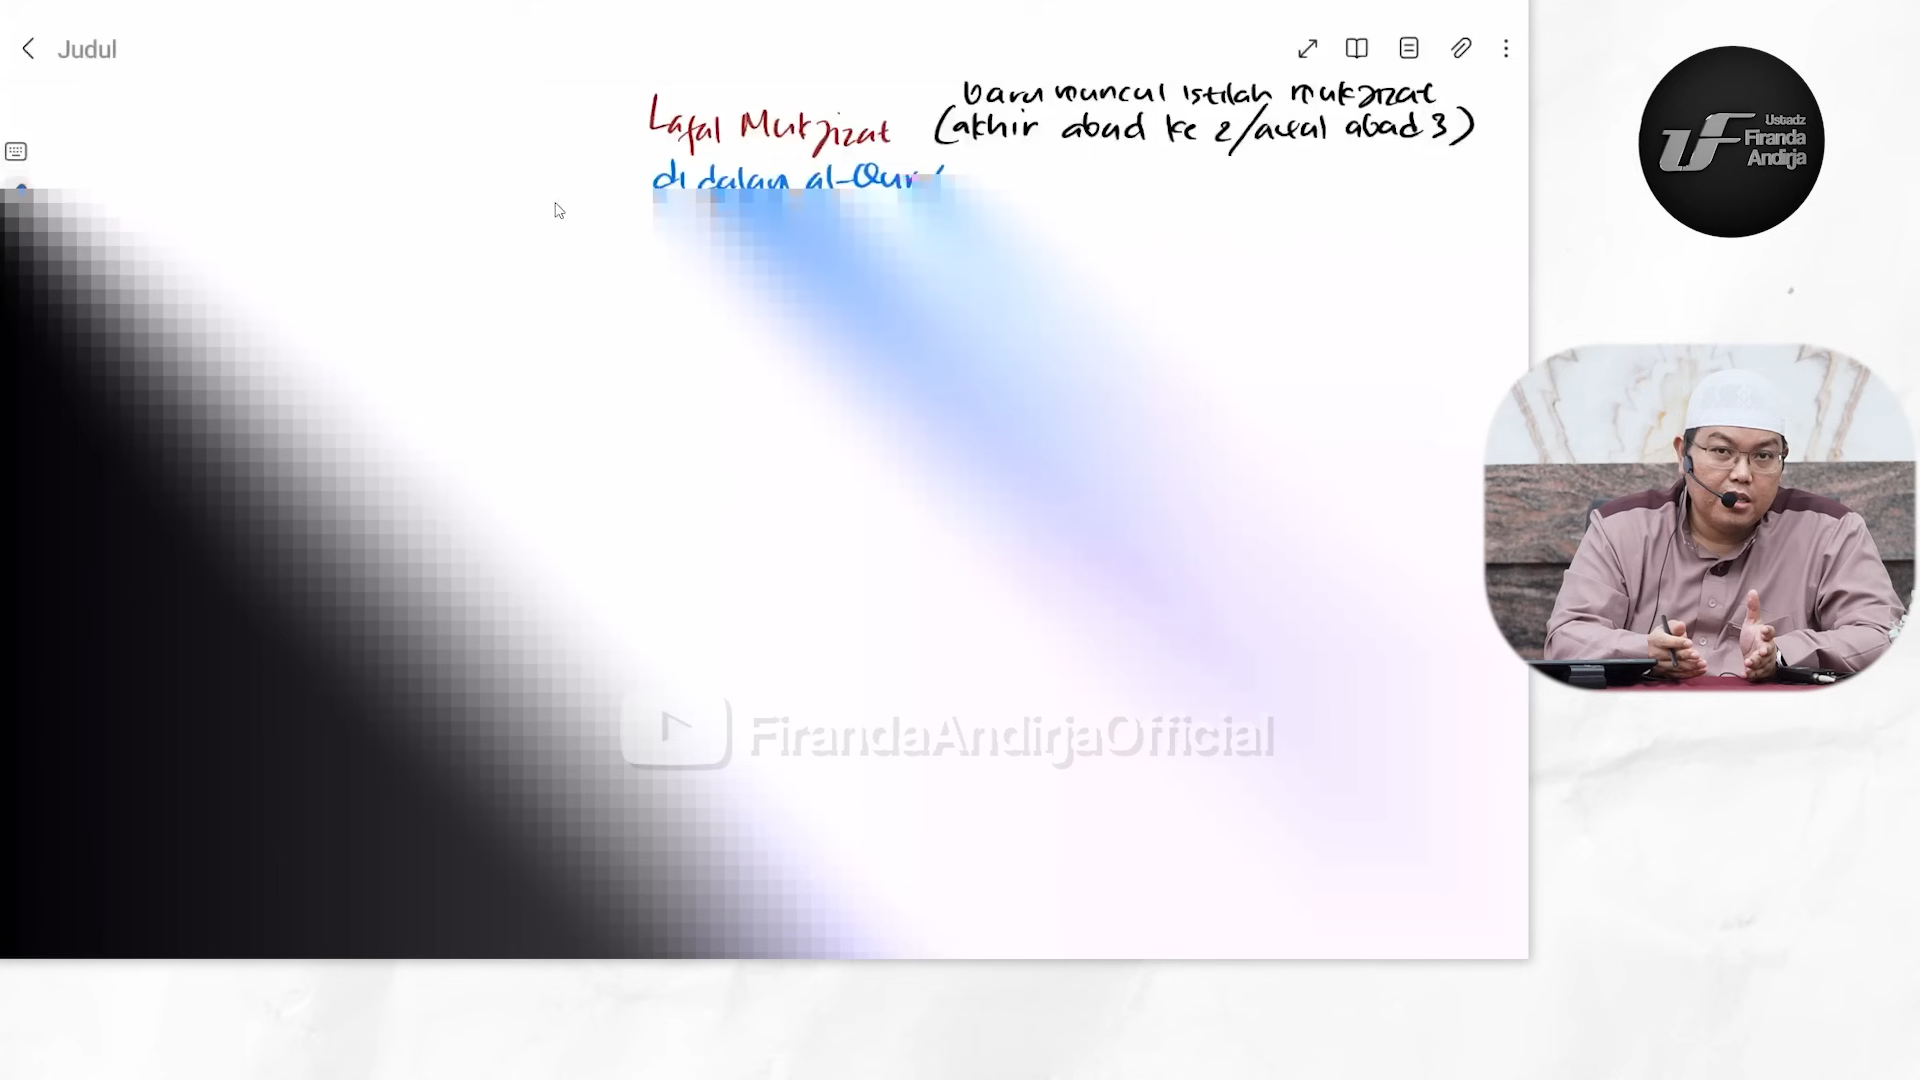 Judul
baru muncul istilah mukjizat
Lafal Mukjizat (akhir abad ke 2/awal abad 3)
di dalam al-Qur
Ustadz
Firanda
Andirja
FirandaAndirjaOfficial